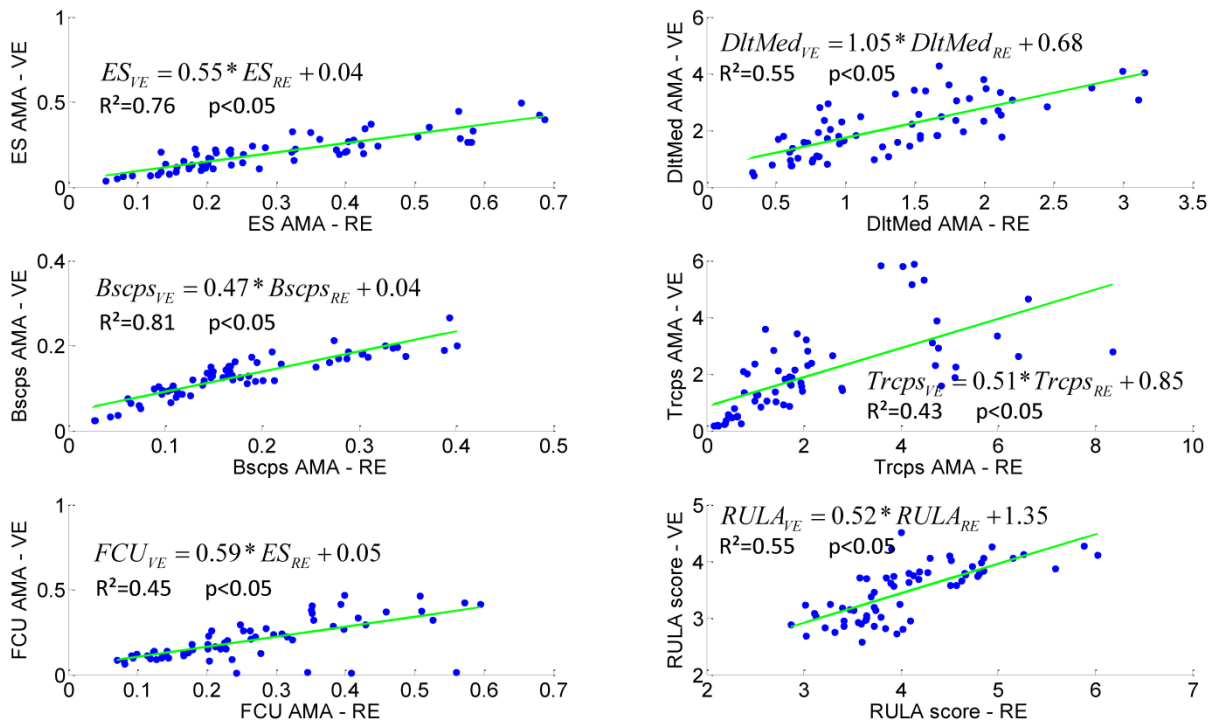 1
0.5
0
ES AMA - VE
ES_VE = 0.55 * ES_RE + 0.04
R²=0.76 p<0.05
0 0.1 0.2 0.3 0.4 0.5 0.6 0.7
ES AMA - RE
6
4
2
0
DltMed AMA - VE
DltMed_VE = 1.05 * DltMed_RE + 0.68
R²=0.55 p<0.05
0 0.5 1 1.5 2 2.5 3 3.5
DltMed AMA - RE
0.4
0.2
0
Bscps AMA - VE
Bscps_VE = 0.47 * Bscps_RE + 0.04
R²=0.81 p<0.05
0 0.1 0.2 0.3 0.4 0.5
Bscps AMA - RE
6
4
2
0
Trcps AMA - VE
Trcps_VE = 0.51 * Trcps_RE + 0.85
R²=0.43 p<0.05
0 2 4 6 8 10
Trcps AMA - RE
1
0.5
0
FCU AMA - VE
FCU_VE = 0.59 * ES_RE + 0.05
R²=0.45 p<0.05
0 0.1 0.2 0.3 0.4 0.5 0.6 0.7
FCU AMA - RE
5
4
3
2
RULA score - VE
RULA_VE = 0.52 * RULA_RE + 1.35
R²=0.55 p<0.05
2 3 4 5 6 7
RULA score - RE